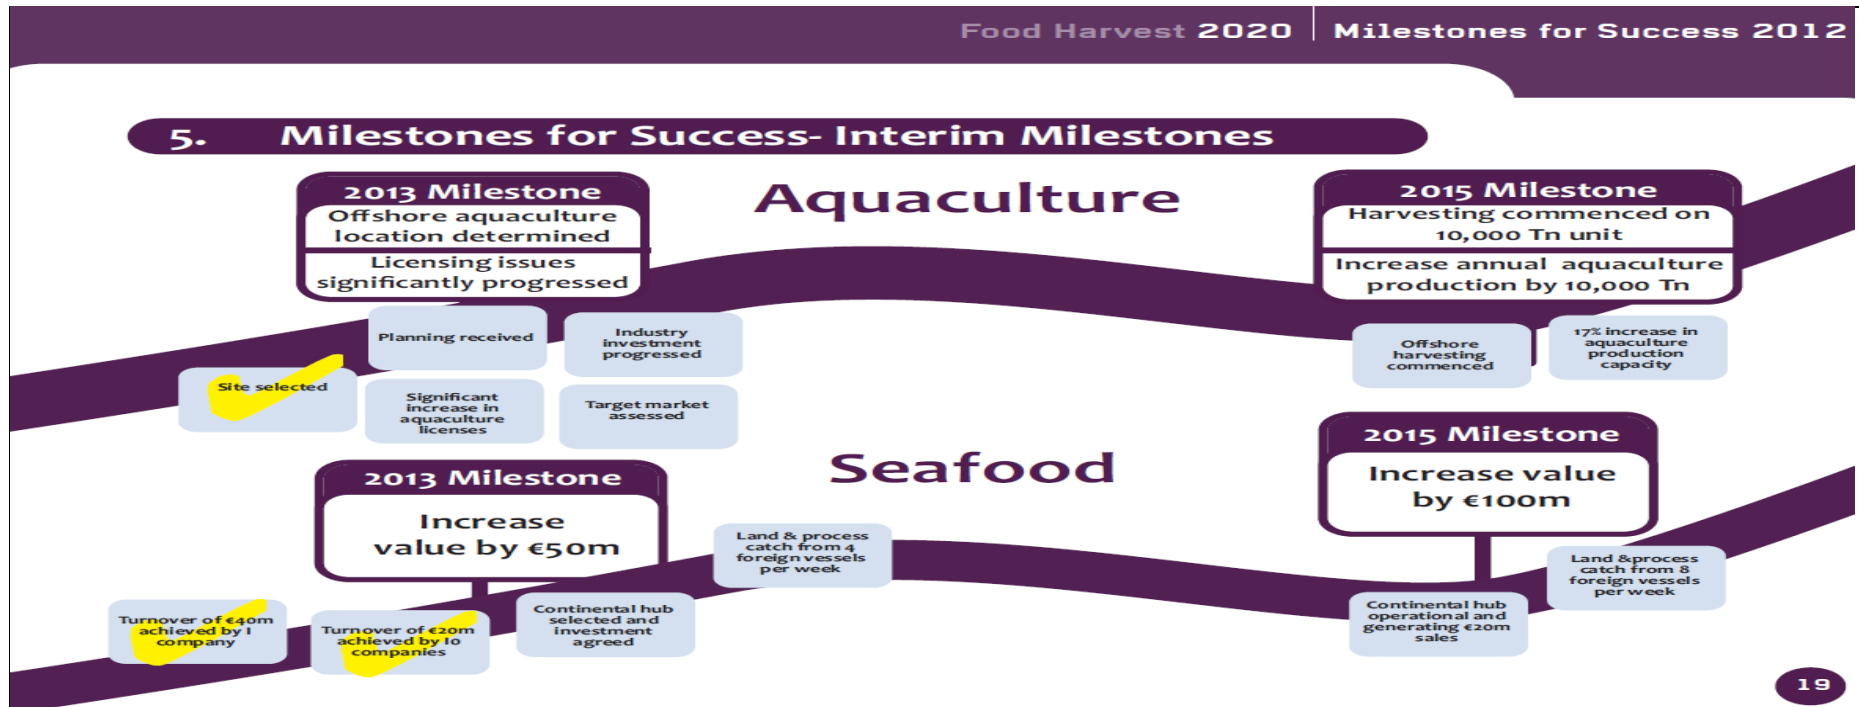 Food Harvest 2020 | Milestones for Success 2012
5. Milestones for Success- Interim Milestones
Aquaculture
2013 Milestone
Offshore aquaculture
location determined
Licensing issues
significantly progressed
2015 Milestone
Harvesting commenced on
10,000 Tn unit
Increase annual aquaculture
production by 10,000 Tn
Site selected
Planning received
Significant
increase in
aquaculture
licenses
Industry
investment
progressed
Target market
assessed
Offshore
harvesting
commenced
17% increase in
aquaculture
production
capacity
Seafood
2013 Milestone
Increase
value by €50m
2015 Milestone
Increase value
by €100m
Turnover of €40m
achieved by 1
company
Turnover of €20m
achieved by 10
companies
Continental hub
selected and
investment
agreed
Land & process
catch from 4
foreign vessels
per week
Continental hub
operational and
generating €20m
sales
Land &process
catch from 8
foreign vessels
per week
19